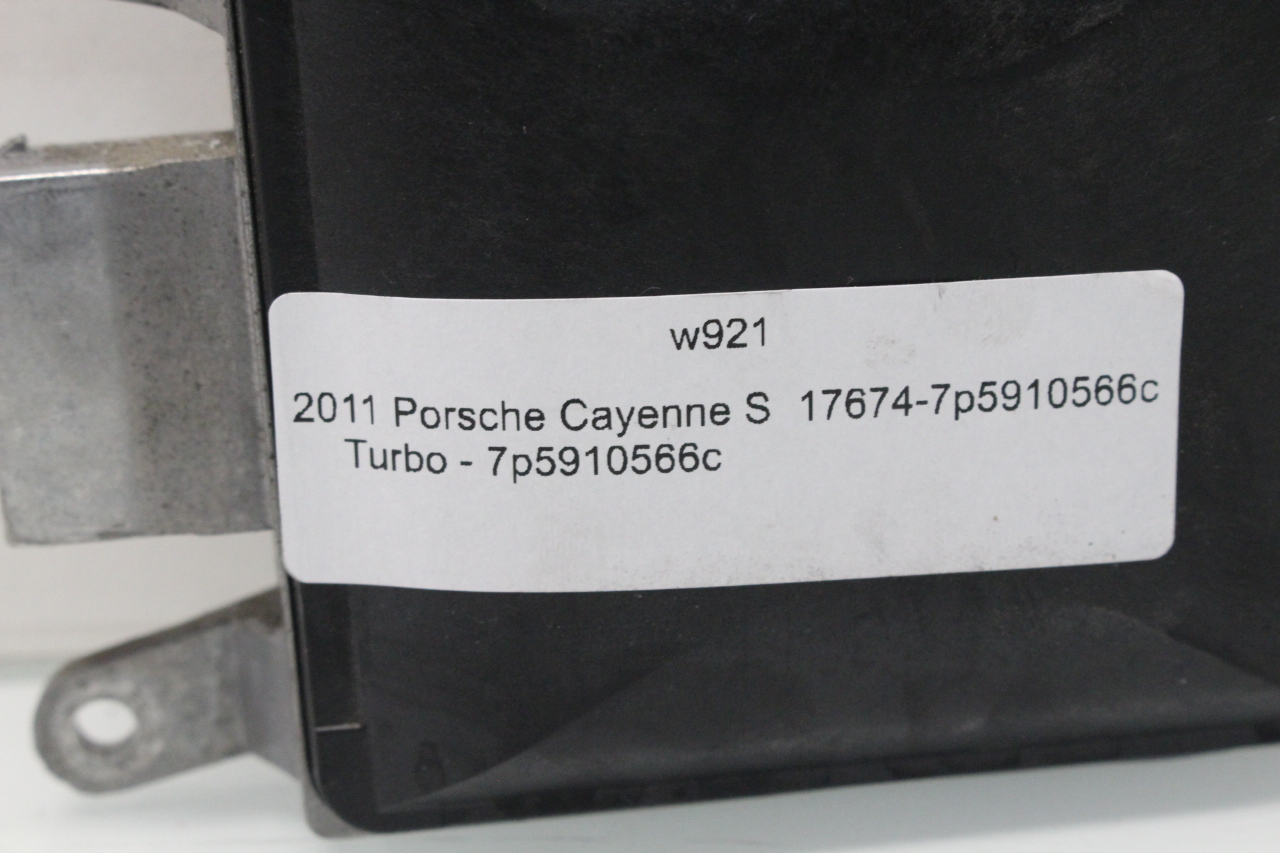 w921
2011 Porsche Cayenne S 17674-7p5910566c
Turbo - 7p5910566c